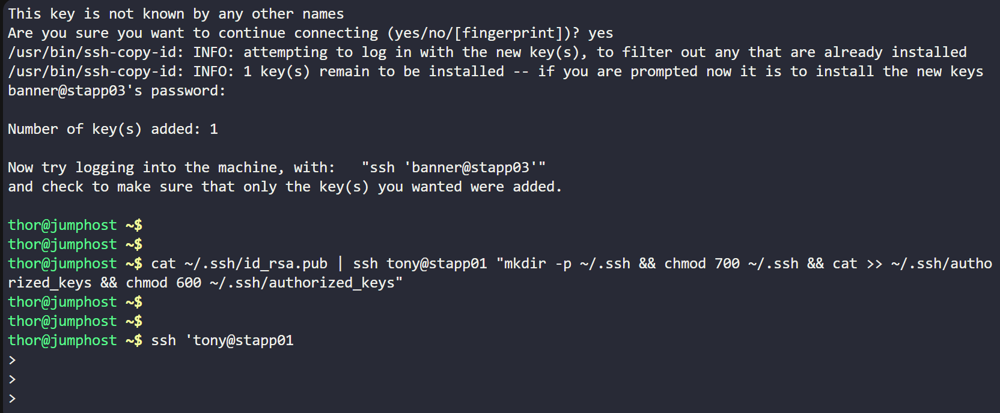 This key is not known by any other names
Are you sure you want to continue connecting (yes/no/[fingerprint])? yes
/usr/bin/ssh-copy-id: INFO: attempting to log in with the new key(s), to filter out any that are already installed
/usr/bin/ssh-copy-id: INFO: 1 key(s) remain to be installed -- if you are prompted now it is to install the new keys
banner@stapp03's password:
Number of key(s) added: 1
Now try logging into the machine, with:   "ssh 'banner@stapp03'"
and check to make sure that only the key(s) you wanted were added.
thor@jumphost ~$
thor@jumphost ~$
thor@jumphost ~$ cat ~/.ssh/id_rsa.pub | ssh tony@stapp01 "mkdir -p ~/.ssh && chmod 700 ~/.ssh && cat >> ~/.ssh/autho
rized_keys && chmod 600 ~/.ssh/authorized_keys"
thor@jumphost ~$
thor@jumphost ~$
thor@jumphost ~$ ssh 'tony@stapp01
>
>
>